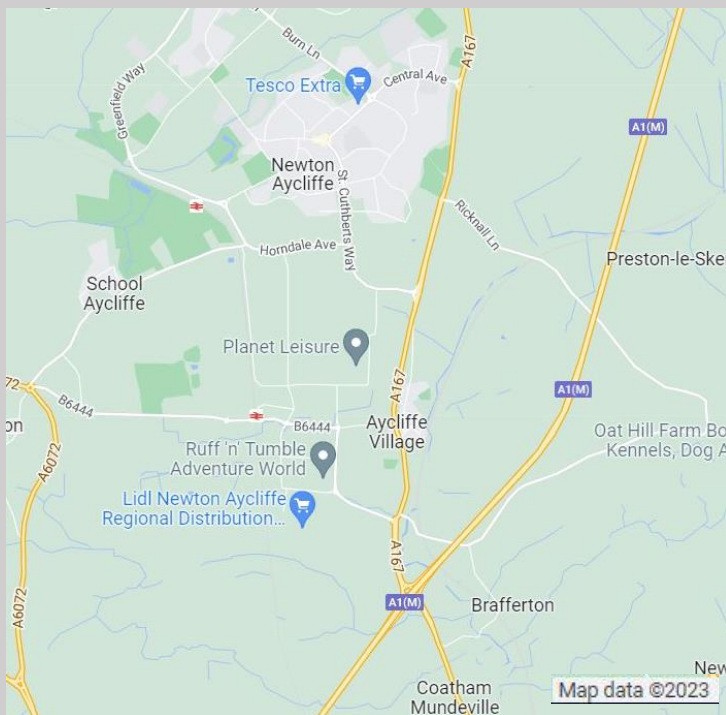 Burn Ln
A167
Central Ave
Tesco Extra
Greenfield Way
A1(M)
Newton
Aycliffe
St. Cuthberts Way
Ricknall Ln
Horndale Ave
Preston-le-Ske
School
Aycliffe
Planet Leisure
A167
A1(M)
72
B6444
B6444
on
Aycliffe
Village
Oat Hill Farm Bo
Kennels, Dog A
Ruff 'n' Tumble
Adventure World
A6072
Lidl Newton Aycliffe
Regional Distribution...
A167
A6072
A1(M)
Brafferton
New
Coatham
Mundeville
Map data ©2023